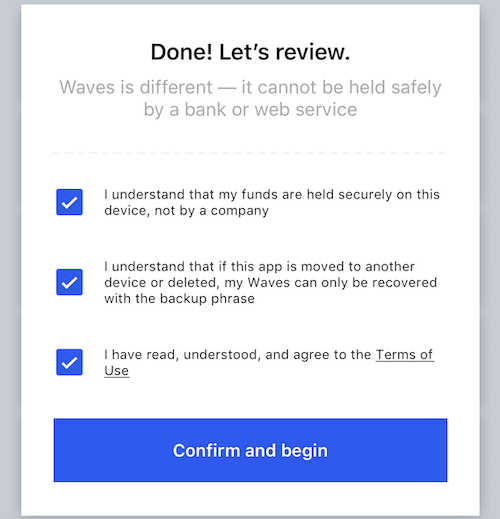 Done! Let’s review.
Waves is different — it cannot be held safely
by a bank or web service
I understand that my funds are held securely on this
device, not by a company
I understand that if this app is moved to another
device or deleted, my Waves can only be recovered
with the backup phrase
I have read, understood, and agree to the Terms of
Use
Confirm and begin